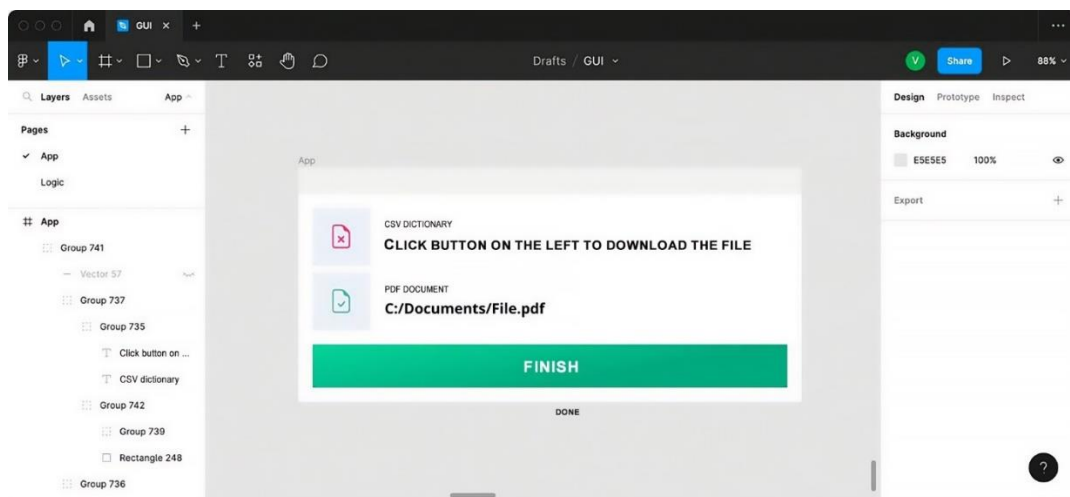 GUI
Drafts / GUI
V
Share
88%
Layers Assets App
Pages
App
Logic
App
Group 741
Vector 57
Group 737
Group 735
Click button on ...
CSV dictionary
Group 742
Group 739
Rectangle 248
Group 736
App
CSV DICTIONARY
CLICK BUTTON ON THE LEFT TO DOWNLOAD THE FILE
PDF DOCUMENT
C:/Documents/File.pdf
FINISH
DONE
Design Prototype Inspect
Background
E5E5E5 100%
Export
?